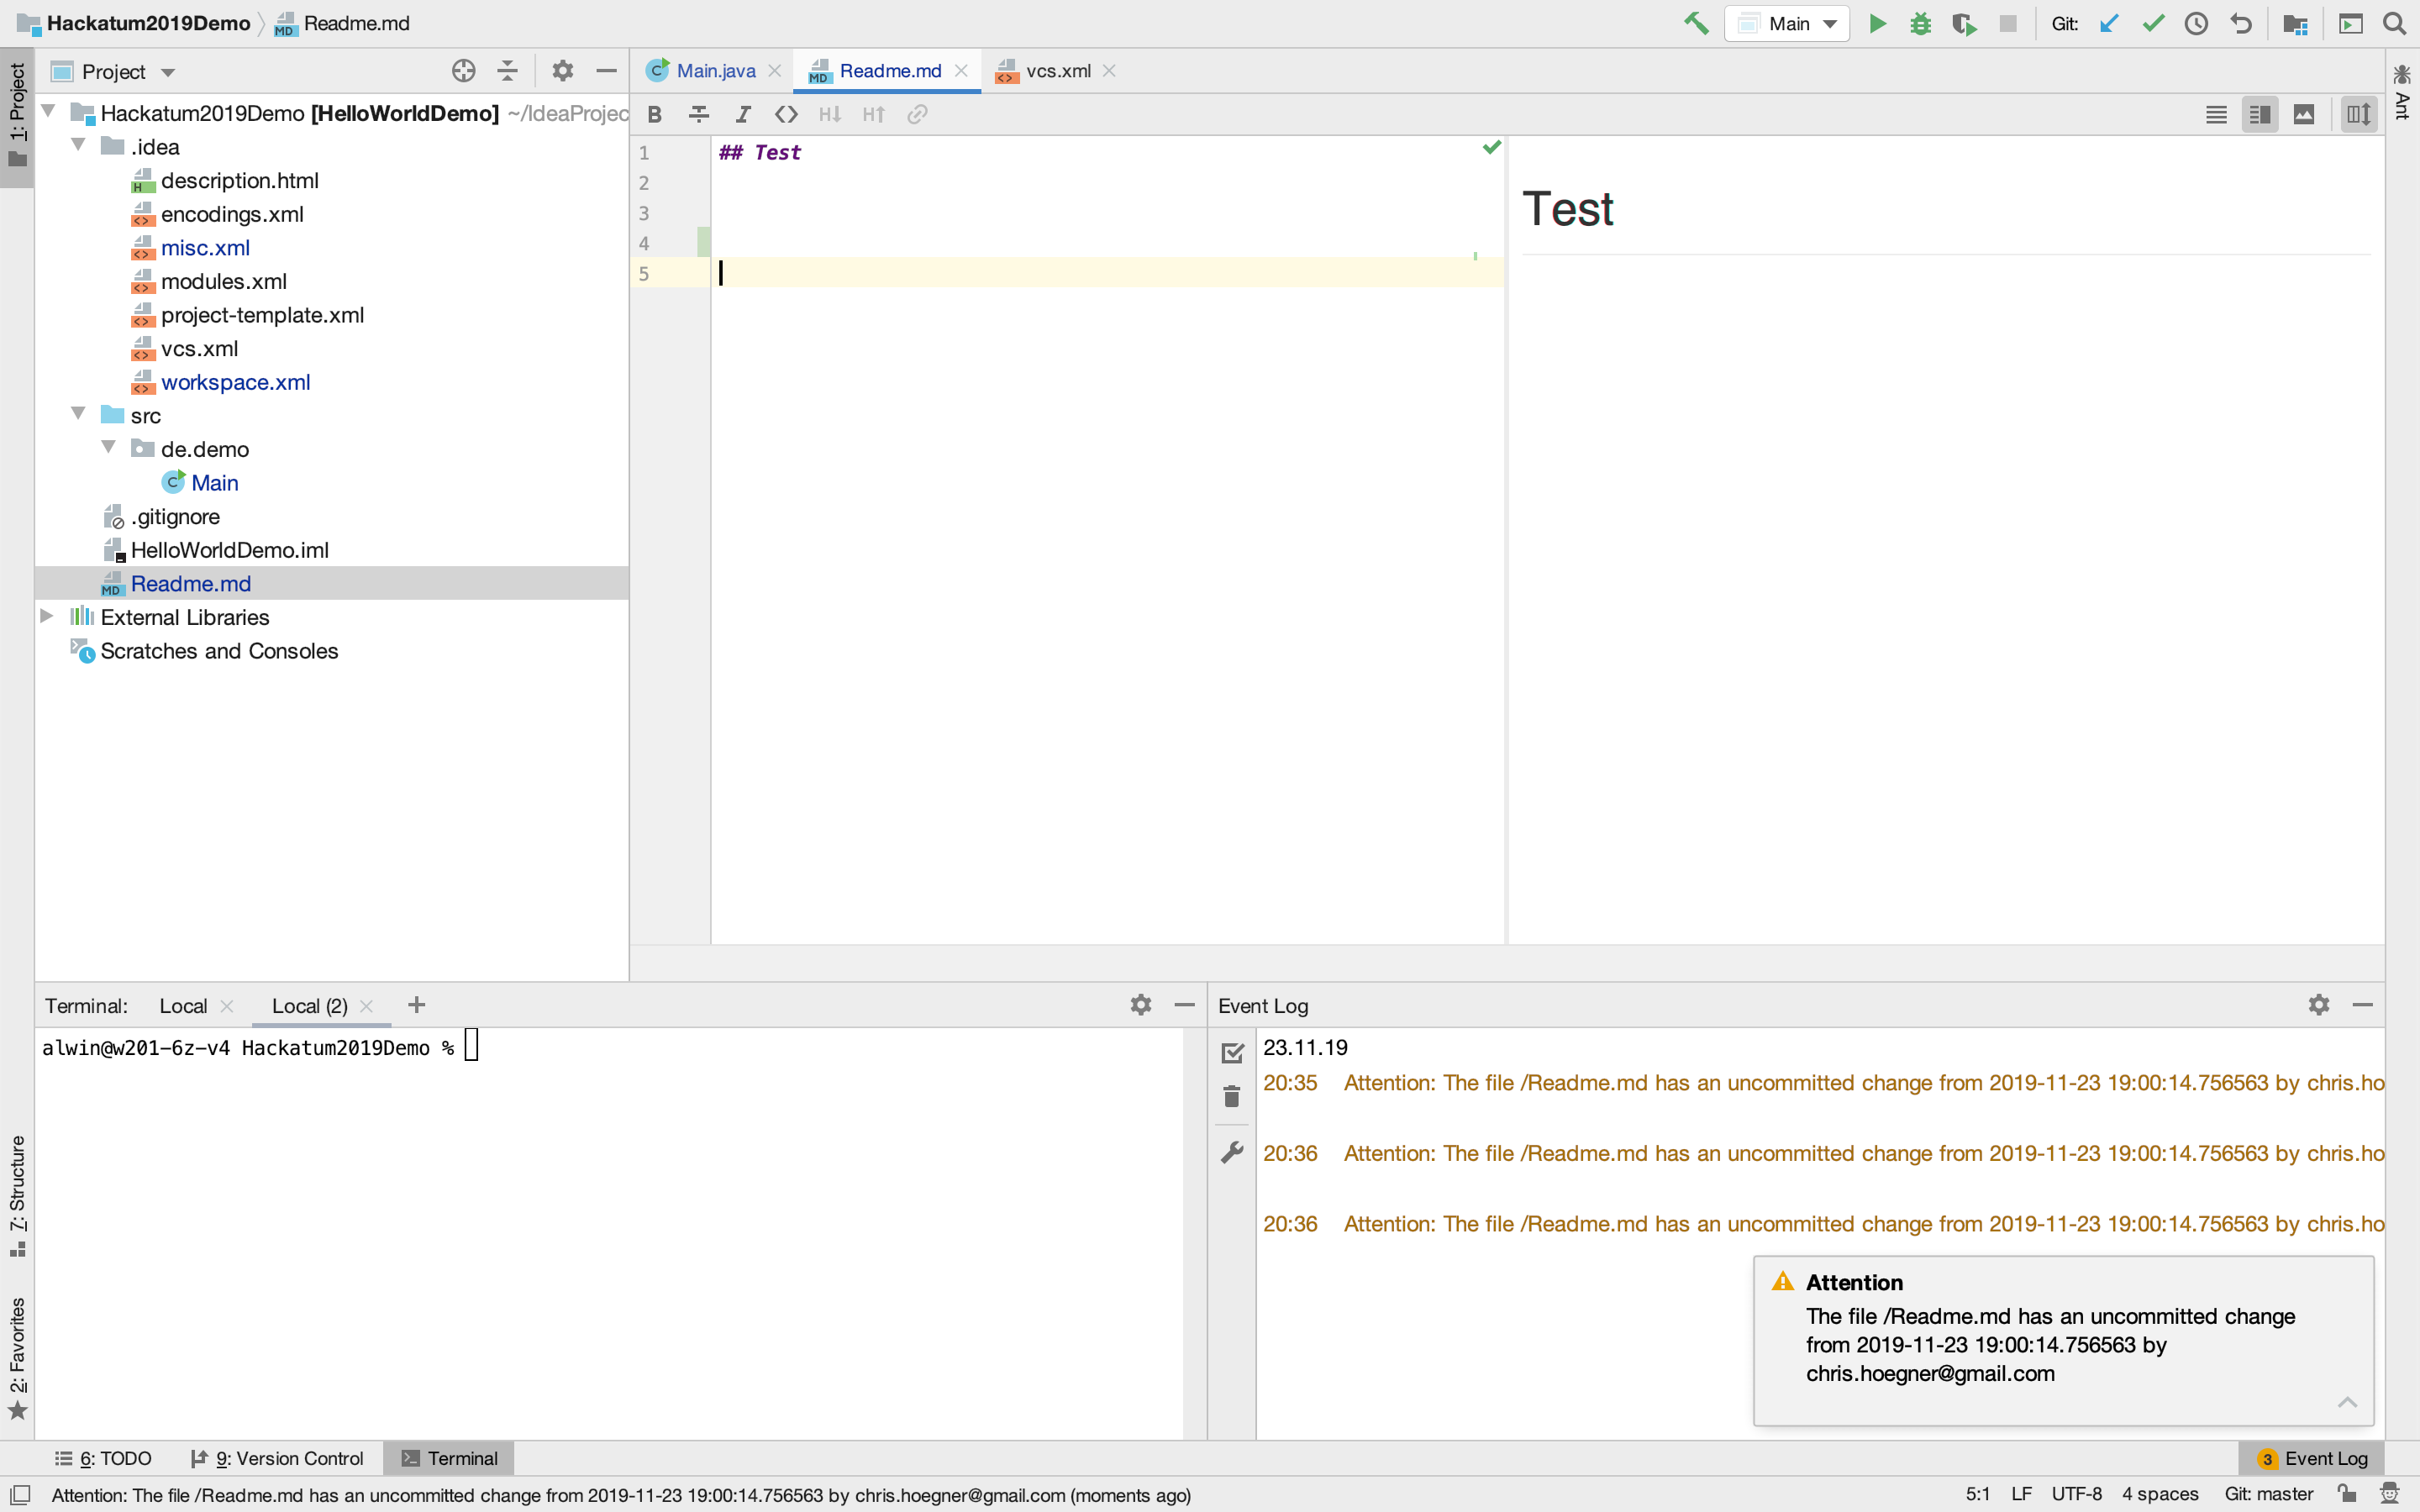 Hackatum2019Demo Readme.md
Main Git:
1: Project
Project
Main.java Readme.md vcs.xml
Ant
Hackatum2019Demo [HelloWorldDemo] ~/IdeaProjec
.idea
description.html
encodings.xml
misc.xml
modules.xml
project-template.xml
vcs.xml
workspace.xml
src
de.demo
Main
.gitignore
HelloWorldDemo.iml
Readme.md
External Libraries
Scratches and Consoles
B I <> H↓ H↑
1 ## Test
2
3
4
5
Test
Terminal: Local Local (2) +
alwin@w201-6z-v4 Hackatum2019Demo %
Event Log
23.11.19
20:35 Attention: The file /Readme.md has an uncommitted change from 2019-11-23 19:00:14.756563 by chris.ho
20:36 Attention: The file /Readme.md has an uncommitted change from 2019-11-23 19:00:14.756563 by chris.ho
20:36 Attention: The file /Readme.md has an uncommitted change from 2019-11-23 19:00:14.756563 by chris.ho
Attention
The file /Readme.md has an uncommitted change
from 2019-11-23 19:00:14.756563 by
chris.hoegner@gmail.com
7: Structure
2: Favorites
6: TODO 9: Version Control Terminal 3 Event Log
Attention: The file /Readme.md has an uncommitted change from 2019-11-23 19:00:14.756563 by chris.hoegner@gmail.com (moments ago) 5:1 LF UTF-8 4 spaces Git: master